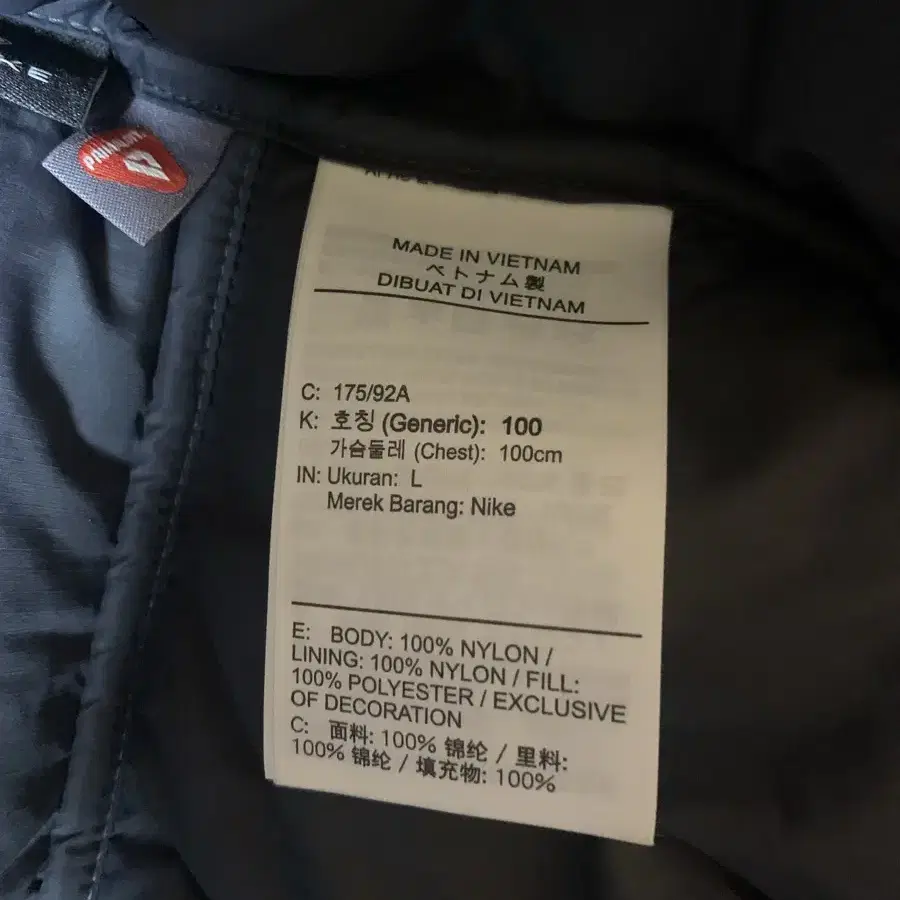 MADE IN VIETNAM
ベトナム製
DIBUAT DI VIETNAM
C: 175/92A
K: 호칭 (Generic): 100
가슴둘레 (Chest): 100cm
IN: Ukuran: L
Merek Barang: Nike
E: BODY: 100% NYLON /
LINING: 100% NYLON / FILL:
100% POLYESTER / EXCLUSIVE
OF DECORATION
C: 面料: 100% 锦纶 / 里料:
100% 锦纶 / 填充物: 100%